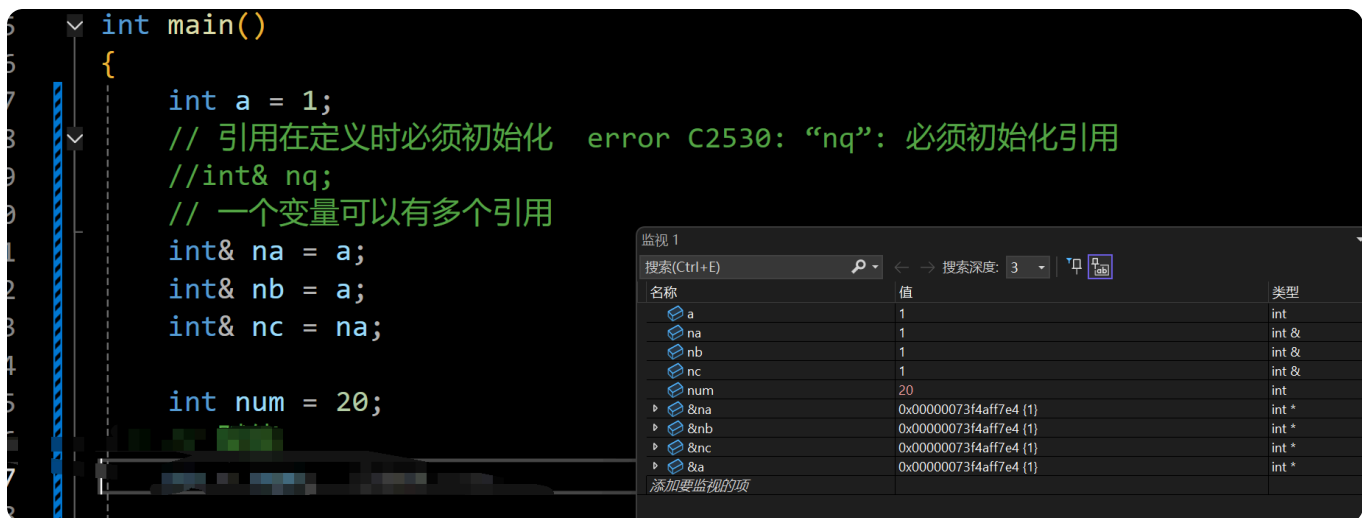 int main()
{
int a = 1;
// 引用在定义时必须初始化  error C2530: “nq”: 必须初始化引用
//int& nq;
// 一个变量可以有多个引用
int& na = a;
int& nb = a;
int& nc = na;
int num = 20;
监视 1
搜索(Ctrl+E) 搜索深度: 3
名称 值 类型
a 1 int
na 1 int &
nb 1 int &
nc 1 int &
num 20 int
&na 0x00000073f4aff7e4 {1} int *
&nb 0x00000073f4aff7e4 {1} int *
&nc 0x00000073f4aff7e4 {1} int *
&a 0x00000073f4aff7e4 {1} int *
添加要监视的项